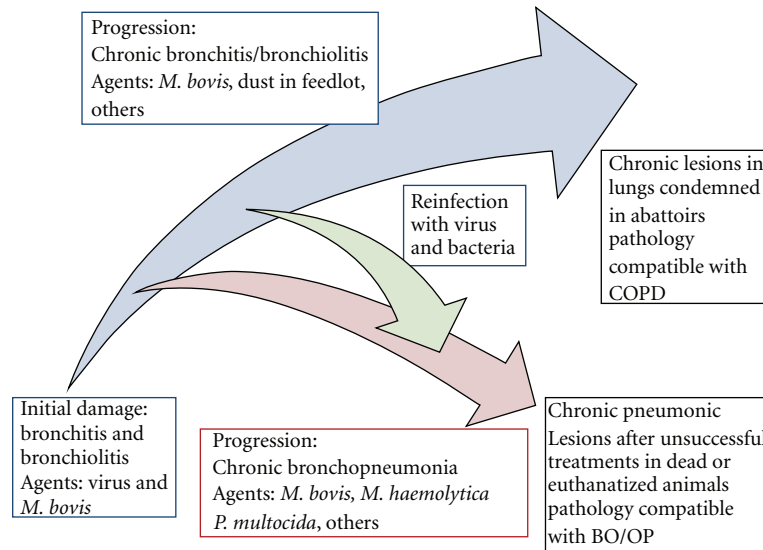 Progression:
Chronic bronchitis/bronchiolitis
Agents: M. bovis, dust in feedlot,
others
Chronic lesions in
lungs condemned
in abattoirs
pathology
compatible with
COPD
Reinfection
with virus
and bacteria
Initial damage:
bronchitis and
bronchiolitis
Agents: virus and
M. bovis
Progression:
Chronic bronchopneumonia
Agents: M. bovis, M. haemolytica
P. multocida, others
Chronic pneumonic
Lesions after unsuccessful
treatments in dead or
euthanatized animals
pathology compatible
with BO/OP